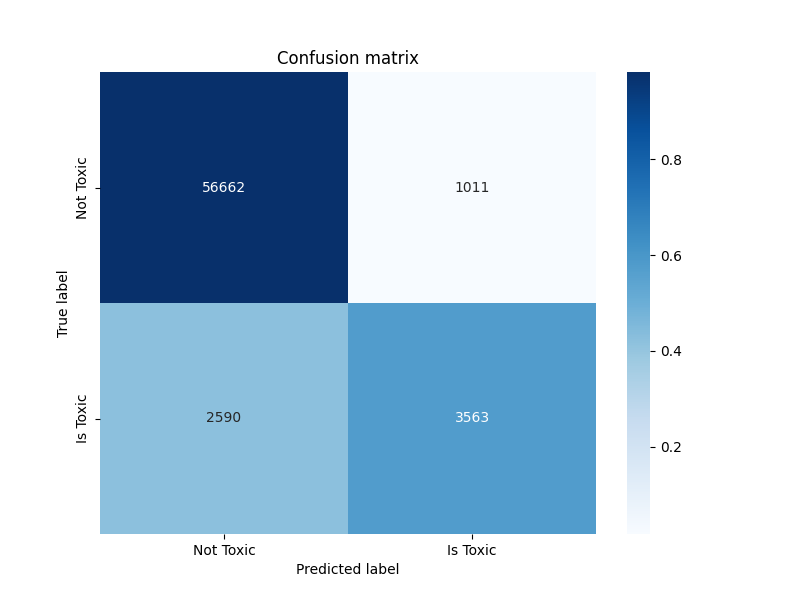 Confusion matrix
Not Toxic
Is Toxic
True label
56662
1011
2590
3563
Not Toxic
Is Toxic
Predicted label
0.8
0.6
0.4
0.2